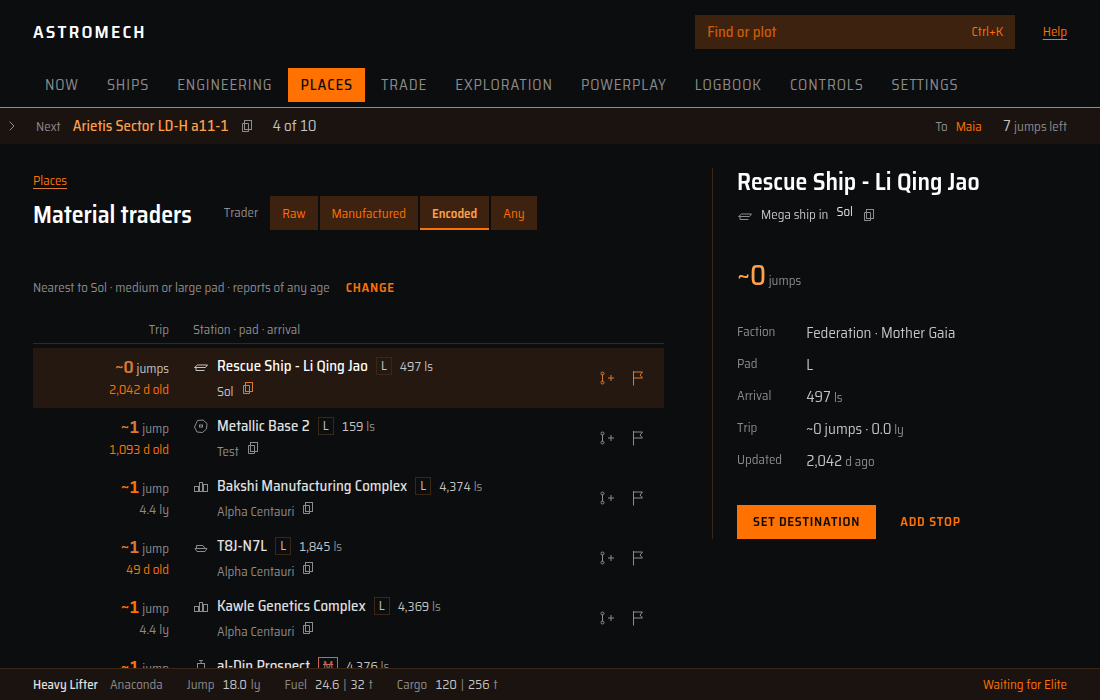 ASTROMECH
Find or plot Ctrl+K
Help
NOW SHIPS ENGINEERING PLACES TRADE EXPLORATION POWERPLAY LOGBOOK CONTROLS SETTINGS
Next Arietis Sector LD-H a11-1 4 of 10
To Maia 7 jumps left
Places
Material traders
Trader Raw Manufactured Encoded Any
Nearest to Sol · medium or large pad · reports of any age CHANGE
Trip Station · pad · arrival
~0 jumps Rescue Ship - Li Qing Jao L 497 ls
2,042 d old Sol
~1 jump Metallic Base 2 L 159 ls
1,093 d old Test
~1 jump Bakshi Manufacturing Complex L 4,374 ls
4.4 ly Alpha Centauri
~1 jump T8J-N7L L 1,845 ls
49 d old Alpha Centauri
~1 jump Kawle Genetics Complex L 4,369 ls
4.4 ly Alpha Centauri
~1 jump al-Din Prospect M 4,376 ls
Rescue Ship - Li Qing Jao
Mega ship in Sol
~0 jumps
Faction Federation · Mother Gaia
Pad L
Arrival 497 ls
Trip ~0 jumps · 0.0 ly
Updated 2,042 d ago
SET DESTINATION ADD STOP
Heavy Lifter Anaconda Jump 18.0 ly Fuel 24.6 | 32 t Cargo 120 | 256 t
Waiting for Elite